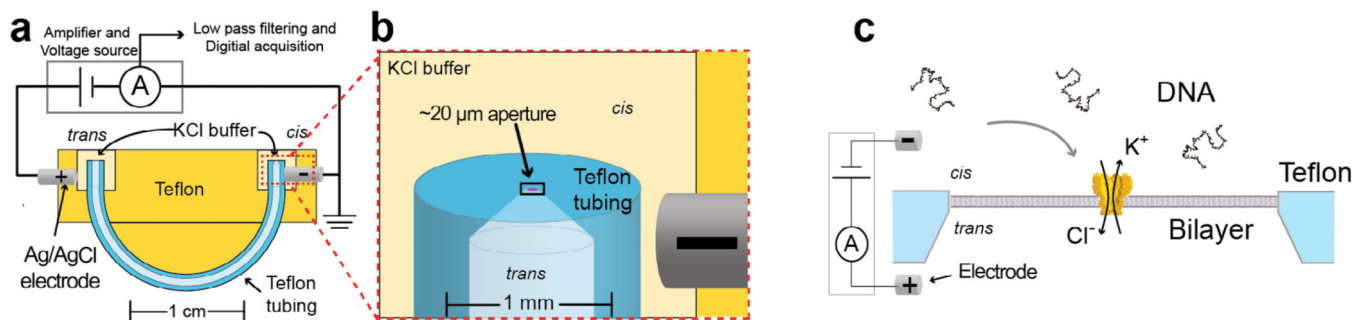 a
Amplifier and
Voltage source
Low pass filtering and
Digitial acquisition
A
trans
KCl buffer
cis
+
-
Teflon
Ag/AgCl
electrode
Teflon
tubing
1 cm
b
KCl buffer
cis
~20 μm aperture
Teflon
tubing
trans
1 mm
c
DNA
-
K+
Teflon
cis
trans
A
Cl-
Bilayer
+
Electrode